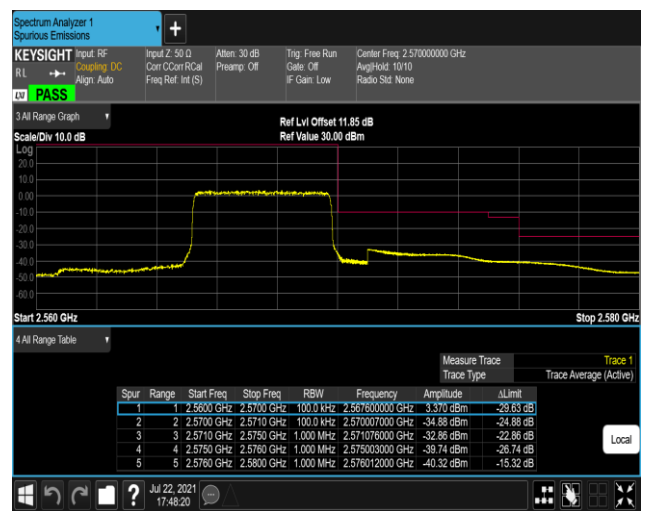 Spectrum Analyzer 1
Spurious Emissions
+
KEYSIGHT Input: RF Input Z: 50 Ω Atten: 30 dB Trig: Free Run Center Freq: 2.570000000 GHz
Coupling: DC Corr CCorr RCal Preamp: Off Gate: Off Avg|Hold: 10/10
RL Align: Auto Freq Ref: Int (S) IF Gain: Low Radio Std: None
LXI PASS
3 All Range Graph
Ref Lvl Offset 11.85 dB
Scale/Div 10.0 dB Ref Value 30.00 dBm
Log
20.0
10.0
0.00
-10.0
-20.0
-30.0
-40.0
-50.0
-60.0
Start 2.560 GHz Stop 2.580 GHz
4 All Range Table
Measure Trace Trace 1
Trace Type Trace Average (Active)
Spur Range Start Freq Stop Freq RBW Frequency Amplitude ΔLimit
1 1 2.5600 GHz 2.5700 GHz 100.0 kHz 2.567600000 GHz 3.370 dBm -29.63 dB
2 2 2.5700 GHz 2.5710 GHz 100.0 kHz 2.570007000 GHz -34.88 dBm -24.88 dB
3 3 2.5710 GHz 2.5750 GHz 1.000 MHz 2.571076000 GHz -32.86 dBm -22.86 dB
4 4 2.5750 GHz 2.5760 GHz 1.000 MHz 2.575003000 GHz -39.74 dBm -26.74 dB
5 5 2.5760 GHz 2.5800 GHz 1.000 MHz 2.576012000 GHz -40.32 dBm -15.32 dB
Local
? Jul 22, 2021
17:48:20